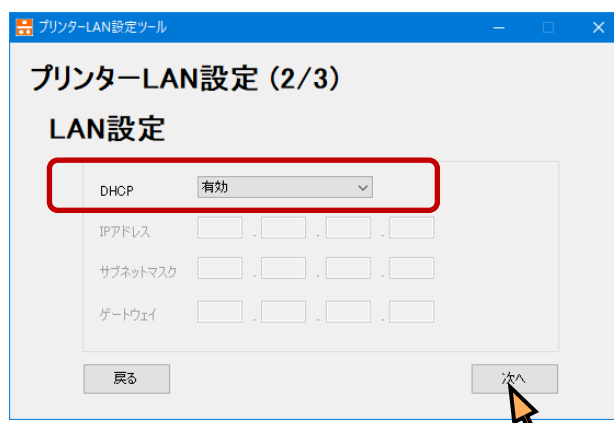 プリンターLAN設定ツール
プリンターLAN設定（2/3）
LAN設定
DHCP 有効
IPアドレス . . .
サブネットマスク . . .
ゲートウェイ . . .
戻る 次へ